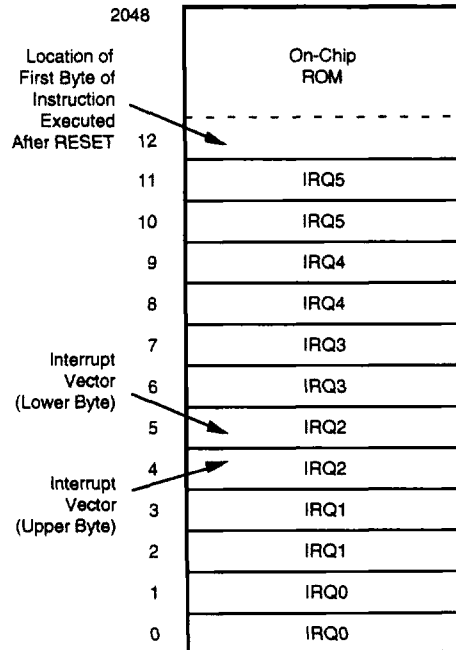 2048
On-Chip
ROM
Location of
First Byte of
Instruction
Executed
After RESET
12
11 IRQ5
10 IRQ5
9 IRQ4
8 IRQ4
7 IRQ3
6 IRQ3
Interrupt
Vector
(Lower Byte)
5 IRQ2
4 IRQ2
Interrupt
Vector
(Upper Byte)
3 IRQ1
2 IRQ1
1 IRQ0
0 IRQ0